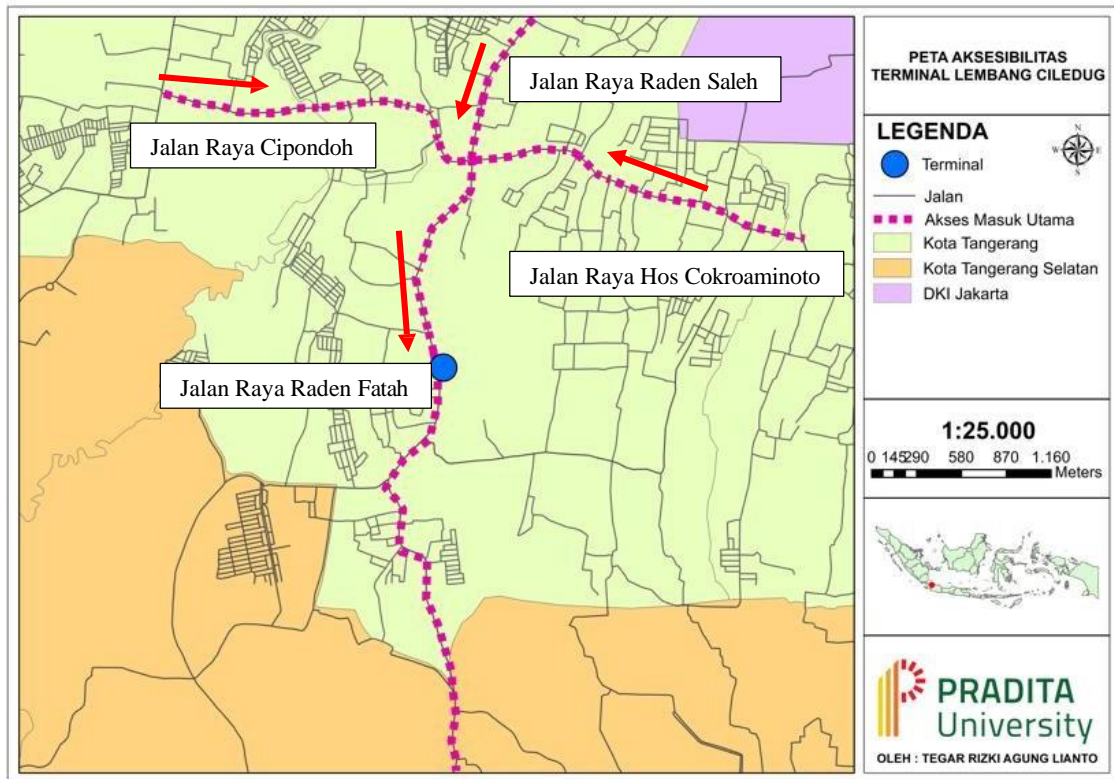 Jalan Raya Raden Saleh
Jalan Raya Cipondoh
Jalan Raya Hos Cokroaminoto
Jalan Raya Raden Fatah
PETA AKSESIBILITAS
TERMINAL LEMBANG CILEDUG
LEGENDA
N
W
E
S
Terminal
Jalan
Akses Masuk Utama
Kota Tangerang
Kota Tangerang Selatan
DKI Jakarta
1:25.000
0 145290 580 870 1.160
Meters
PRADITA
University
OLEH : TEGAR RIZKI AGUNG LIANTO